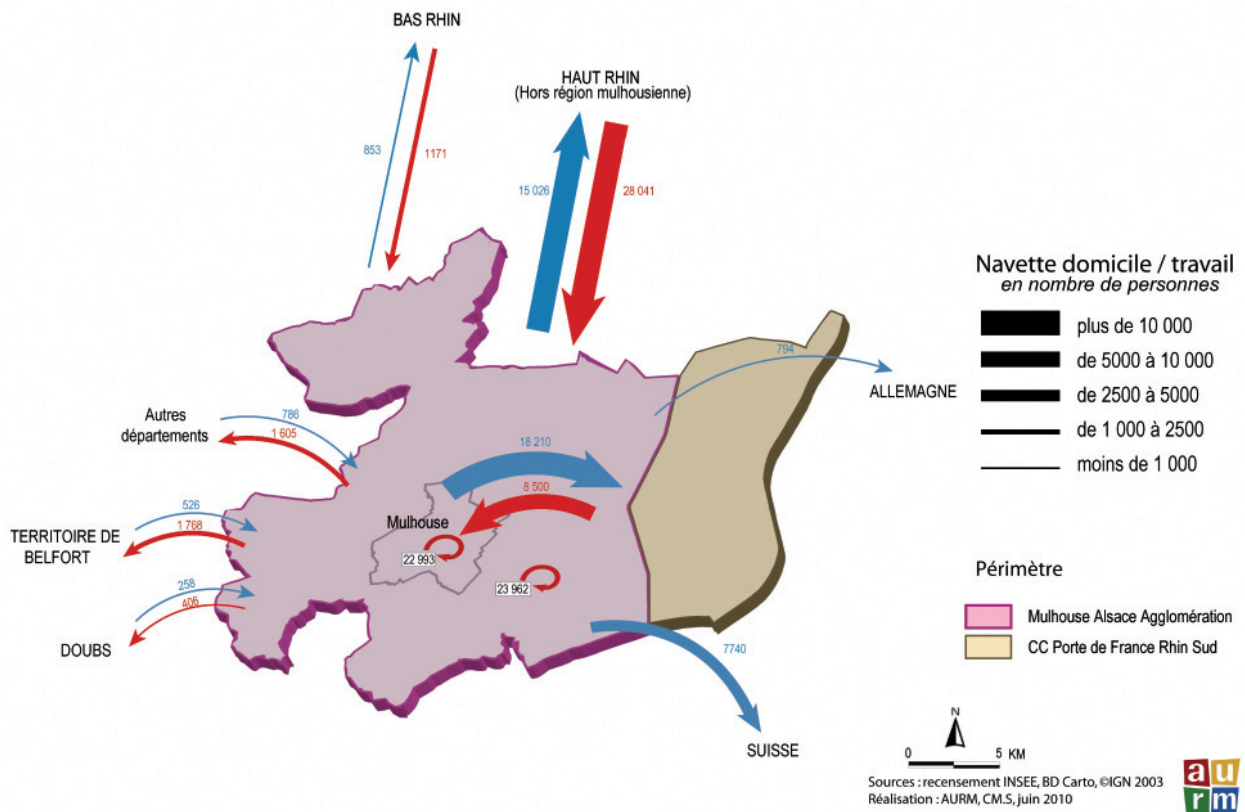 BAS RHIN
HAUT RHIN
(Hors région mulhousienne)
853
1171
15 026
28 041
Navette domicile / travail
en nombre de personnes
plus de 10 000
de 5000 à 10 000
de 2500 à 5000
de 1 000 à 2500
moins de 1 000
794
ALLEMAGNE
Autres
départements
786
1 605
18 210
8 500
Mulhouse
22 993
23 962
TERRITOIRE DE
BELFORT
526
1 768
258
405
DOUBS
7740
SUISSE
Périmètre
Mulhouse Alsace Agglomération
CC Porte de France Rhin Sud
N
0 5 KM
Sources : recensement INSEE, BD Carto, ©IGN 2003
Réalisation : AURM, CM.S, juin 2010
au
rm